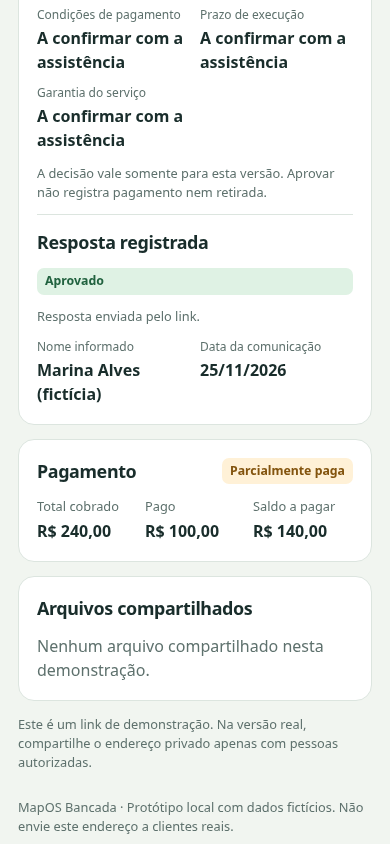 Condições de pagamento Prazo de execução
A confirmar com a A confirmar com a
assistência assistência
Garantia do serviço
A confirmar com a
assistência
A decisão vale somente para esta versão. Aprovar
não registra pagamento nem retirada.
Resposta registrada
Aprovado
Resposta enviada pelo link.
Nome informado Data da comunicação
Marina Alves 25/11/2026
(fictícia)
Pagamento Parcialmente paga
Total cobrado Pago Saldo a pagar
R$ 240,00 R$ 100,00 R$ 140,00
Arquivos compartilhados
Nenhum arquivo compartilhado nesta
demonstração.
Este é um link de demonstração. Na versão real,
compartilhe o endereço privado apenas com pessoas
autorizadas.
MapOS Bancada · Protótipo local com dados fictícios. Não
envie este endereço a clientes reais.